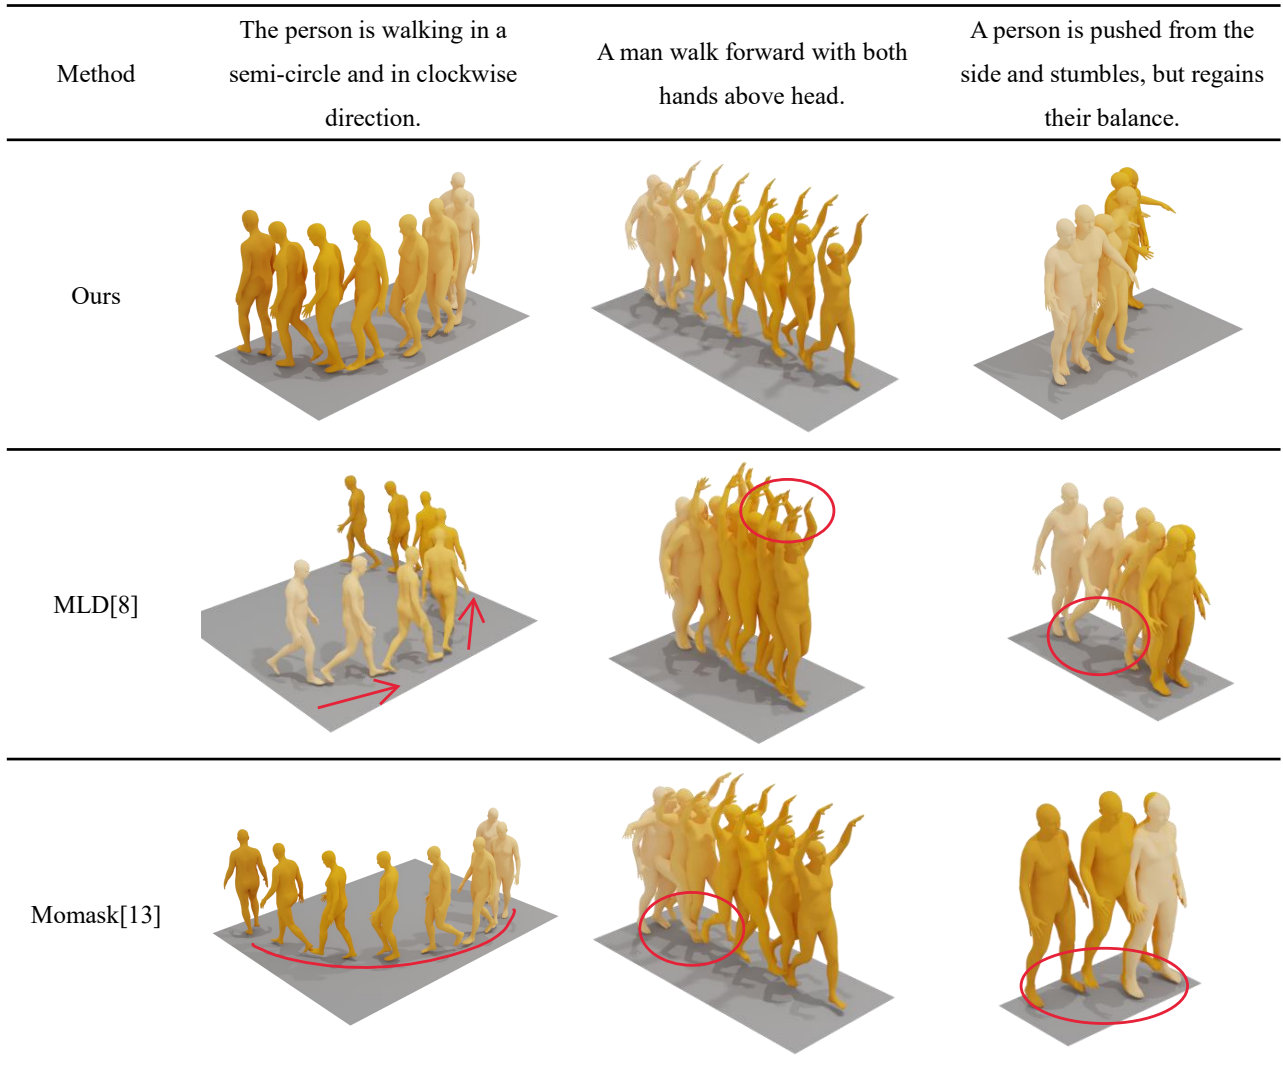 Method
The person is walking in a
semi-circle and in clockwise
direction.
A man walk forward with both
hands above head.
A person is pushed from the
side and stumbles, but regains
their balance.
Ours
MLD[8]
Momask[13]